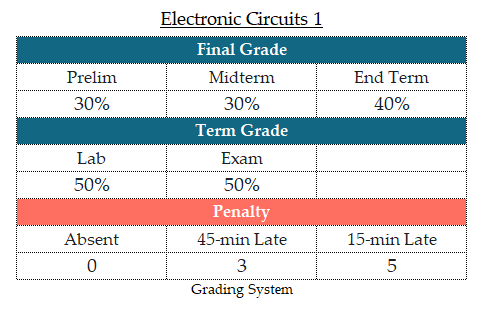 Electronic Circuits 1
Final Grade
Prelim Midterm End Term
30% 30% 40%
Term Grade
Lab Exam
50% 50%
Penalty
Absent 45-min Late 15-min Late
0 3 5
Grading System